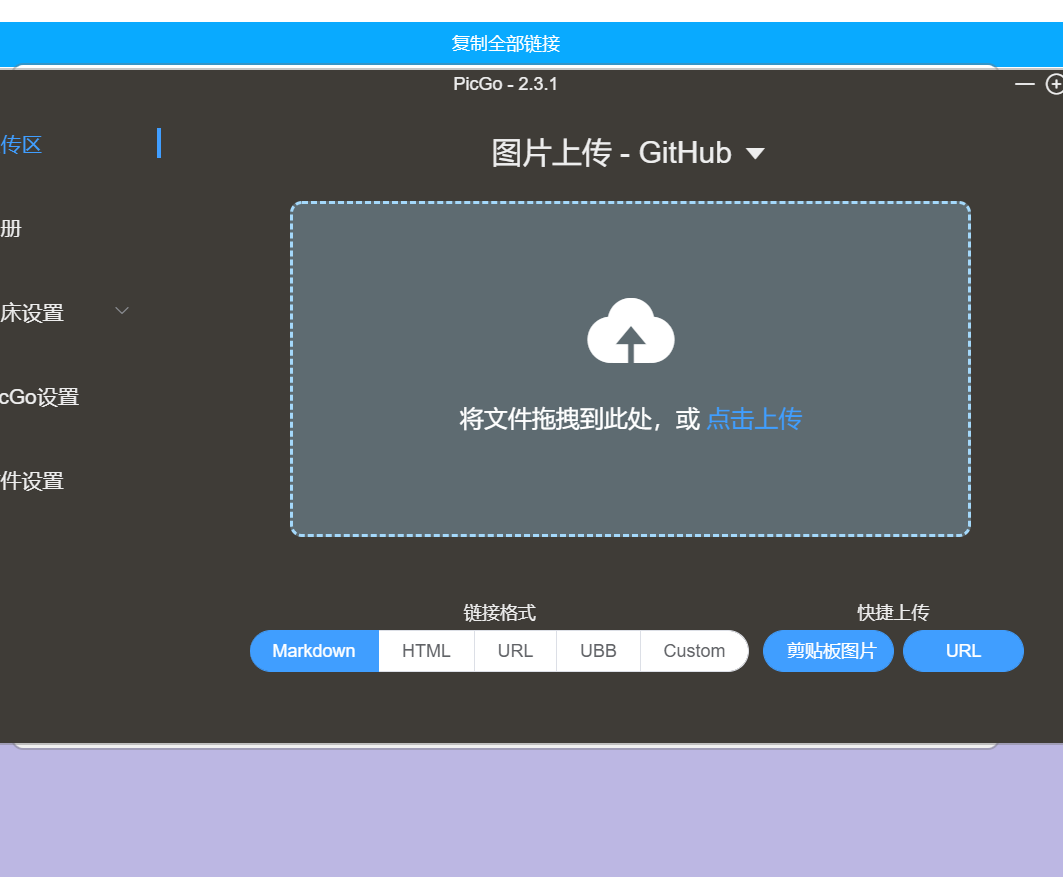 复制全部链接
PicGo - 2.3.1
传区
图片上传 - GitHub
册
床设置
cGo设置
将文件拖拽到此处，或 点击上传
件设置
链接格式
快捷上传
Markdown HTML URL UBB Custom 剪贴板图片 URL